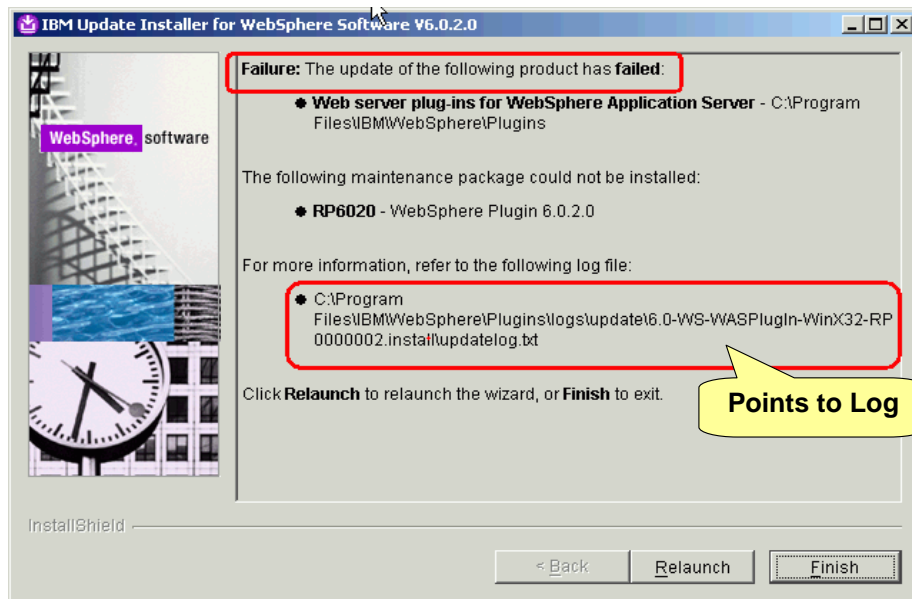 IBM Update Installer for WebSphere Software V6.0.2.0
WebSphere. software
Failure: The update of the following product has failed:
Web server plug-ins for WebSphere Application Server - C:\Program
Files\IBM\WebSphere\Plugins
The following maintenance package could not be installed:
RP6020 - WebSphere Plugin 6.0.2.0
For more information, refer to the following log file:
C:\Program
Files\IBM\WebSphere\Plugins\logs\update\6.0-WS-WASPlugIn-WinX32-RP
0000002.install\updatelog.txt
Click Relaunch to relaunch the wizard, or Finish to exit.
Points to Log
InstallShield
< Back
Relaunch
Finish